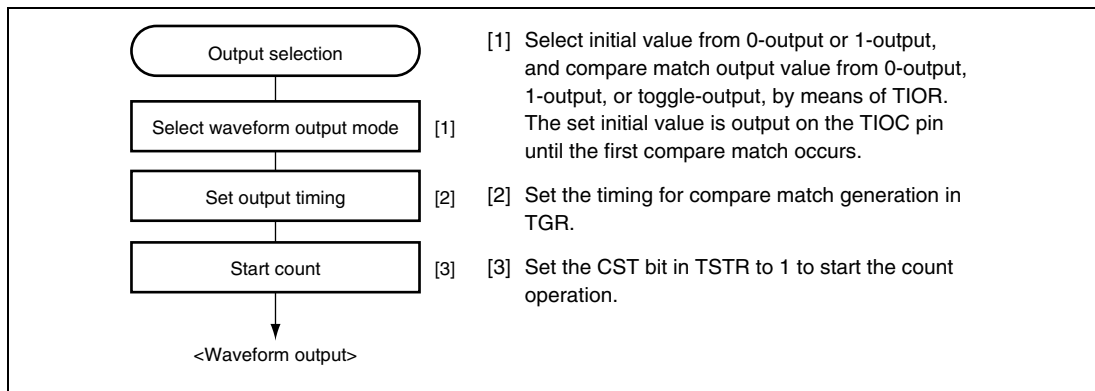 Output selection
Select waveform output mode [1]
Set output timing [2]
Start count [3]
<Waveform output>
[1] Select initial value from 0-output or 1-output,
and compare match output value from 0-output,
1-output, or toggle-output, by means of TIOR.
The set initial value is output on the TIOC pin
until the first compare match occurs.
[2] Set the timing for compare match generation in
TGR.
[3] Set the CST bit in TSTR to 1 to start the count
operation.